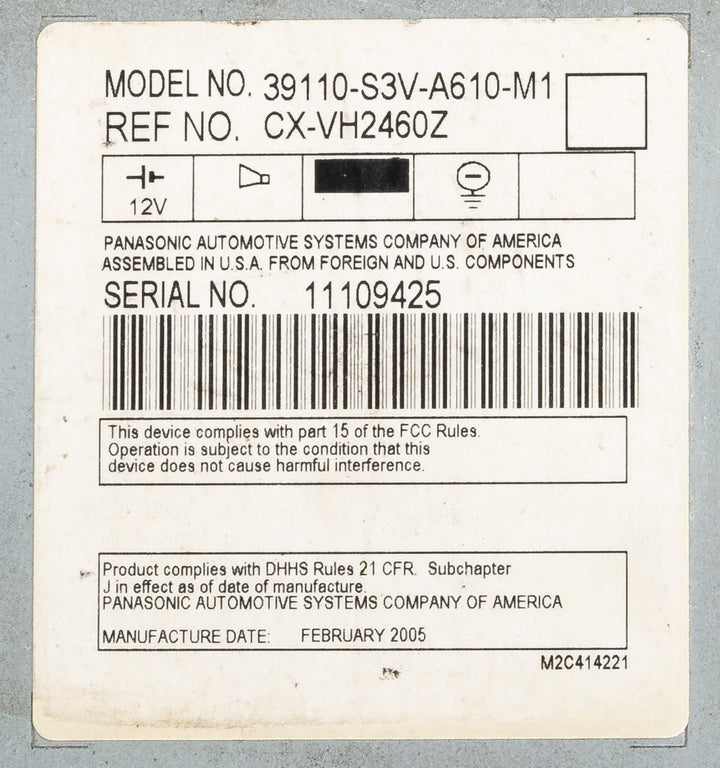 MODEL NO. 39110-S3V-A610-M1
REF NO. CX-VH2460Z
12V
PANASONIC AUTOMOTIVE SYSTEMS COMPANY OF AMERICA
ASSEMBLED IN U.S.A. FROM FOREIGN AND U.S. COMPONENTS
SERIAL NO. 11109425
This device complies with part 15 of the FCC Rules.
Operation is subject to the condition that this
device does not cause harmful interference.
Product complies with DHHS Rules 21 CFR. Subchapter
J in effect as of date of manufacture.
PANASONIC AUTOMOTIVE SYSTEMS COMPANY OF AMERICA
MANUFACTURE DATE: FEBRUARY 2005
M2C414221